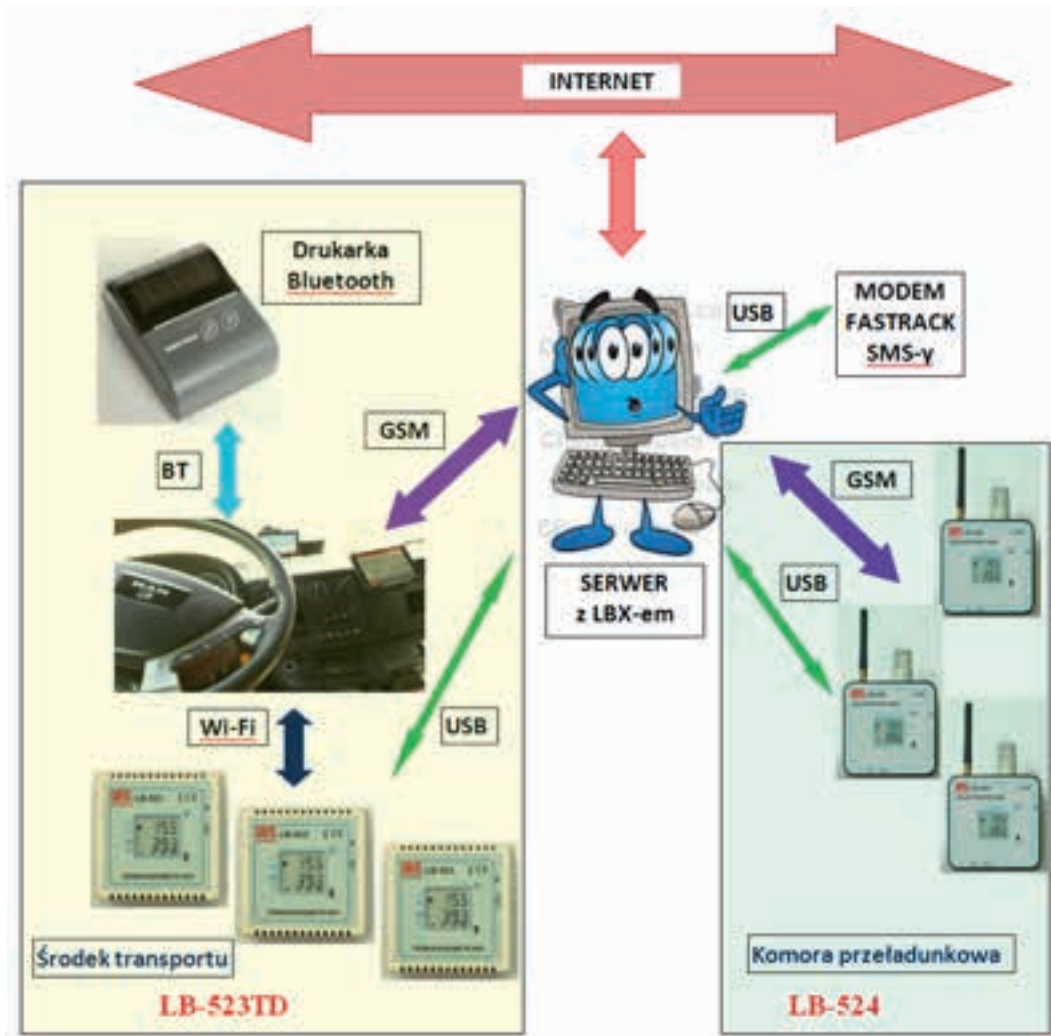 INTERNET
Drukarka
Bluetooth
USB
MODEM
FASTRACK
SMS-y
GSM
BT
GSM
SERWER
z LBX-em
USB
Wi-Fi
USB
Środek transportu
Komora przeładunkowa
LB-523TD
LB-524